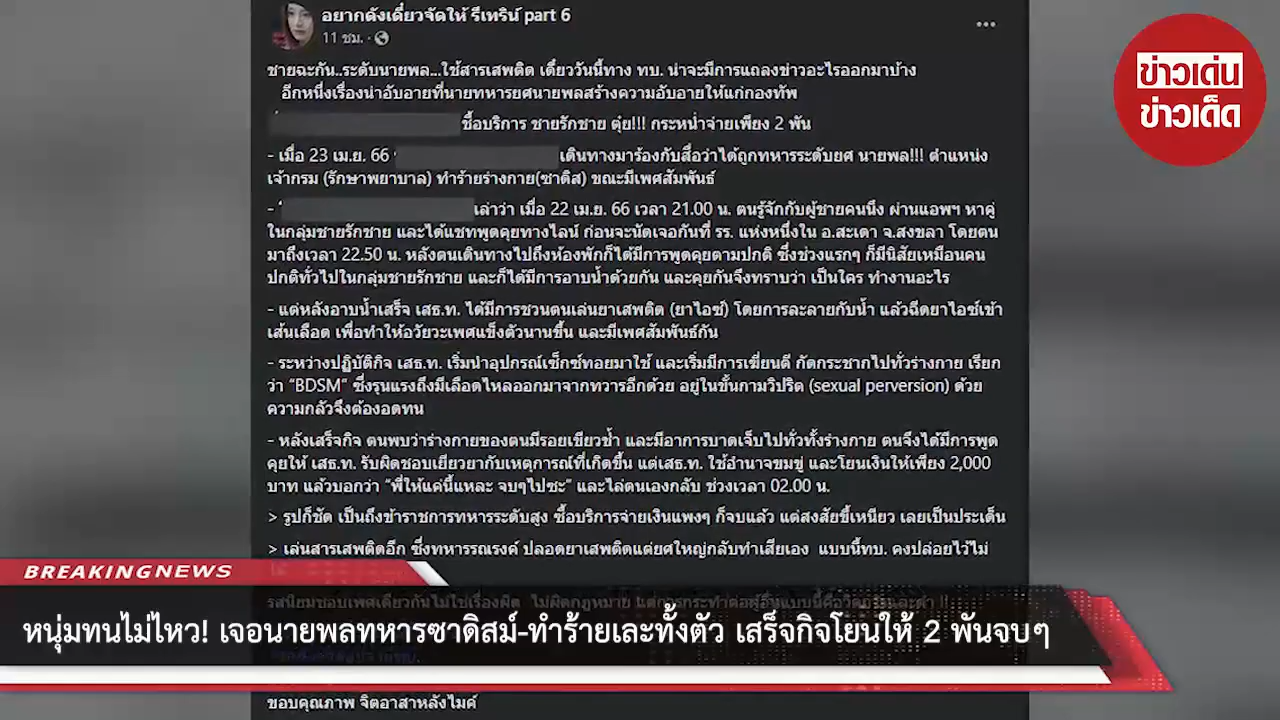 อยากดังเดี๋ยวจัดให้ รีเทริน์ part 6
11 ชม. ·
ข่าวเด่น
ข่าวเด็ด
ชายฉะกัน..ระดับนายพล...ใช้สารเสพติด เดี๋ยววันนี้ทาง ทบ. น่าจะมีการแถลงข่าวอะไรออกมาบ้าง
อีกหนึ่งเรื่องน่าอับอายที่นายทหารยศนายพลสร้างความอับอายให้แก่กองทัพ
ซื้อบริการ ชายรักชาย ตุ๋ย!!! กระหน่ำจ่ายเพียง 2 พัน
- เมื่อ 23 เม.ย. 66 เดินทางมาร้องกับสื่อว่าได้ถูกทหารระดับยศ นายพล!!! ตำแหน่ง
เจ้ากรม (รักษาพยาบาล) ทำร้ายร่างกาย(ซาดิส) ขณะมีเพศสัมพันธ์
- เล่าว่า เมื่อ 22 เม.ย. 66 เวลา 21.00 น. ตนรู้จักกับผู้ชายคนนึง ผ่านแอพฯ หาคู่
ในกลุ่มชายรักชาย และได้แชทพูดคุยทางไลน์ ก่อนจะนัดเจอกันที่ รร. แห่งหนึ่งใน อ.สะเดา จ.สงขลา โดยตน
มาถึงเวลา 22.50 น. หลังตนเดินทางไปถึงห้องพักก็ได้มีการพูดคุยตามปกติ ซึ่งช่วงแรกๆ ก็มีนิสัยเหมือนคน
ปกติทั่วไปในกลุ่มชายรักชาย และก็ได้มีการอาบน้ำด้วยกัน และคุยกันจึงทราบว่า เป็นใคร ทำงานอะไร
- แต่หลังอาบน้ำเสร็จ เสธ.ท. ได้มีการชวนตนเล่นยาเสพติด (ยาไอซ์) โดยการละลายกับน้ำ แล้วฉีดยาไอซ์เข้า
เส้นเลือด เพื่อทำให้อวัยวะเพศแข็งตัวนานขึ้น และมีเพศสัมพันธ์กัน
- ระหว่างปฏิบัติกิจ เสธ.ท. เริ่มนำอุปกรณ์เซ็กซ์ทอยมาใช้ และเริ่มมีการเฆี่ยนตี กัดกระชากไปทั่วร่างกาย เรียก
ว่า “BDSM” ซึ่งรุนแรงถึงมีเลือดไหลออกมาจากทวารอีกด้วย อยู่ในขั้นกามวิปริต (sexual perversion) ด้วย
ความกลัวจึงต้องอดทน
- หลังเสร็จกิจ ตนพบว่าร่างกายของตนมีรอยเขียวช้ำ และมีอาการบาดเจ็บไปทั่วทั้งร่างกาย ตนจึงได้มีการพูด
คุยให้ เสธ.ท. รับผิดชอบเยียวยากับเหตุการณ์ที่เกิดขึ้น แต่เสธ.ท. ใช้อำนาจขมขู่ และโยนเงินให้เพียง 2,000
บาท แล้วบอกว่า “พี่ให้แค่นี้แหละ จบๆไปซะ” และไล่ตนเองกลับ ช่วงเวลา 02.00 น.
> รูปก็ชัด เป็นถึงข้าราชการทหารระดับสูง ซื้อบริการจ่ายเงินแพงๆ ก็จบแล้ว แต่สงสัยขี้เหนียว เลยเป็นประเด็น
> เล่นสารเสพติดอีก ซึ่งทหารรณรงค์ ปลอดยาเสพติดแต่ยศใหญ่กลับทำเสียเอง แบบนี้ทบ. คงปล่อยไว้ไม่
BREAKING NEWS
รสนิยมชอบเพศเดียวกันไม่ใช่เรื่องผิด ไม่ผิดกฎหมาย แต่การกระทำต่อผู้อื่นแบบนี้คือ
หนุ่มทนไม่ไหว! เจอนายพลทหารซาดิสม์-ทำร้ายเละทั้งตัว เสร็จกิจโยนให้ 2 พันจบๆ
ขอบคุณภาพ จิตอาสาหลังไมค์